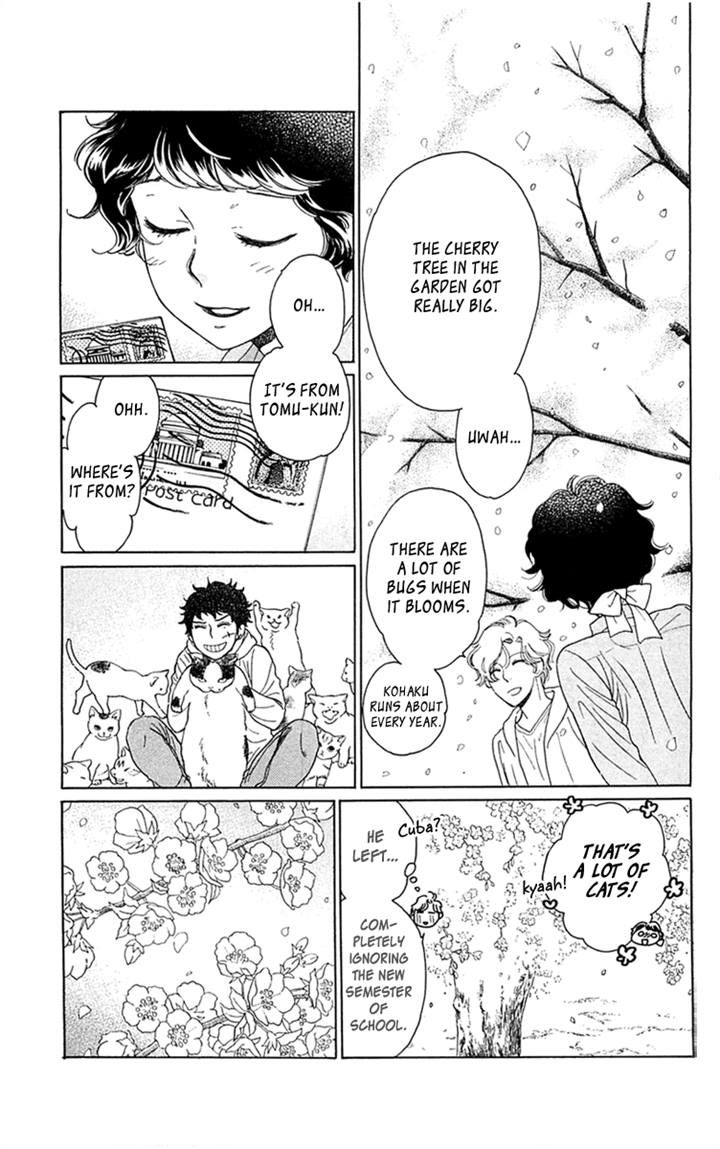 THE CHERRY
TREE IN THE
GARDEN GOT
REALLY BIG.
UWAH...
THERE ARE
A LOT OF
BUGS WHEN
IT BLOOMS.
KOHAKU
RUNS ABOUT
EVERY YEAR.
OH...
IT'S FROM
TOMU-KUN!
OHH.
WHERE'S
IT FROM?
Post card
THAT'S
A LOT OF
CATS!
kyaah!
Cuba?
HE
LEFT...
COM-
PLETELY
IGNORING
THE NEW
SEMESTER
OF
SCHOOL.